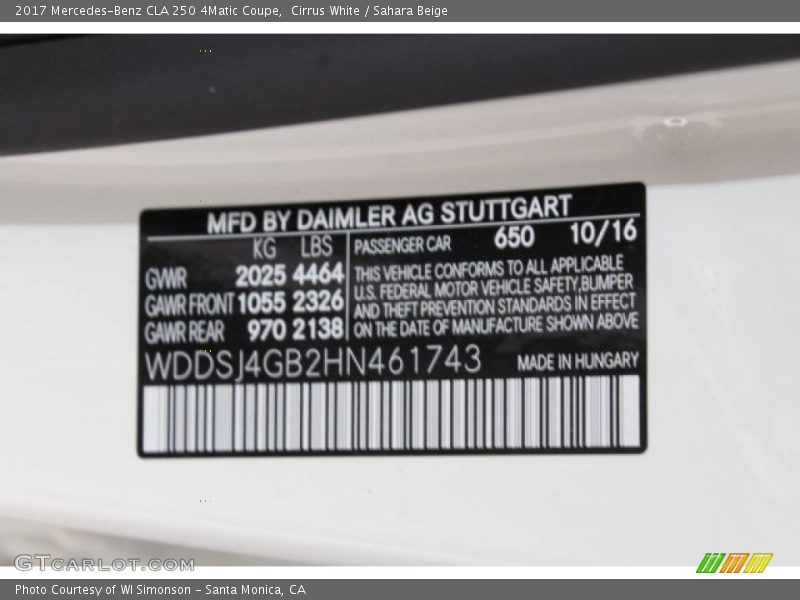 2017 Mercedes-Benz CLA 250 4Matic Coupe, Cirrus White / Sahara Beige
MFD BY DAIMLER AG STUTTGART
KG LBS
GVWR 2025 4464
GAWR FRONT 1055 2326
GAWR REAR 970 2138
PASSENGER CAR 650 10/16
THIS VEHICLE CONFORMS TO ALL APPLICABLE
U.S. FEDERAL MOTOR VEHICLE SAFETY,BUMPER
AND THEFT PREVENTION STANDARDS IN EFFECT
ON THE DATE OF MANUFACTURE SHOWN ABOVE
WDDSJ4GB2HN461743 MADE IN HUNGARY
GTCARLOT.COM
Photo Courtesy of WI Simonson - Santa Monica, CA